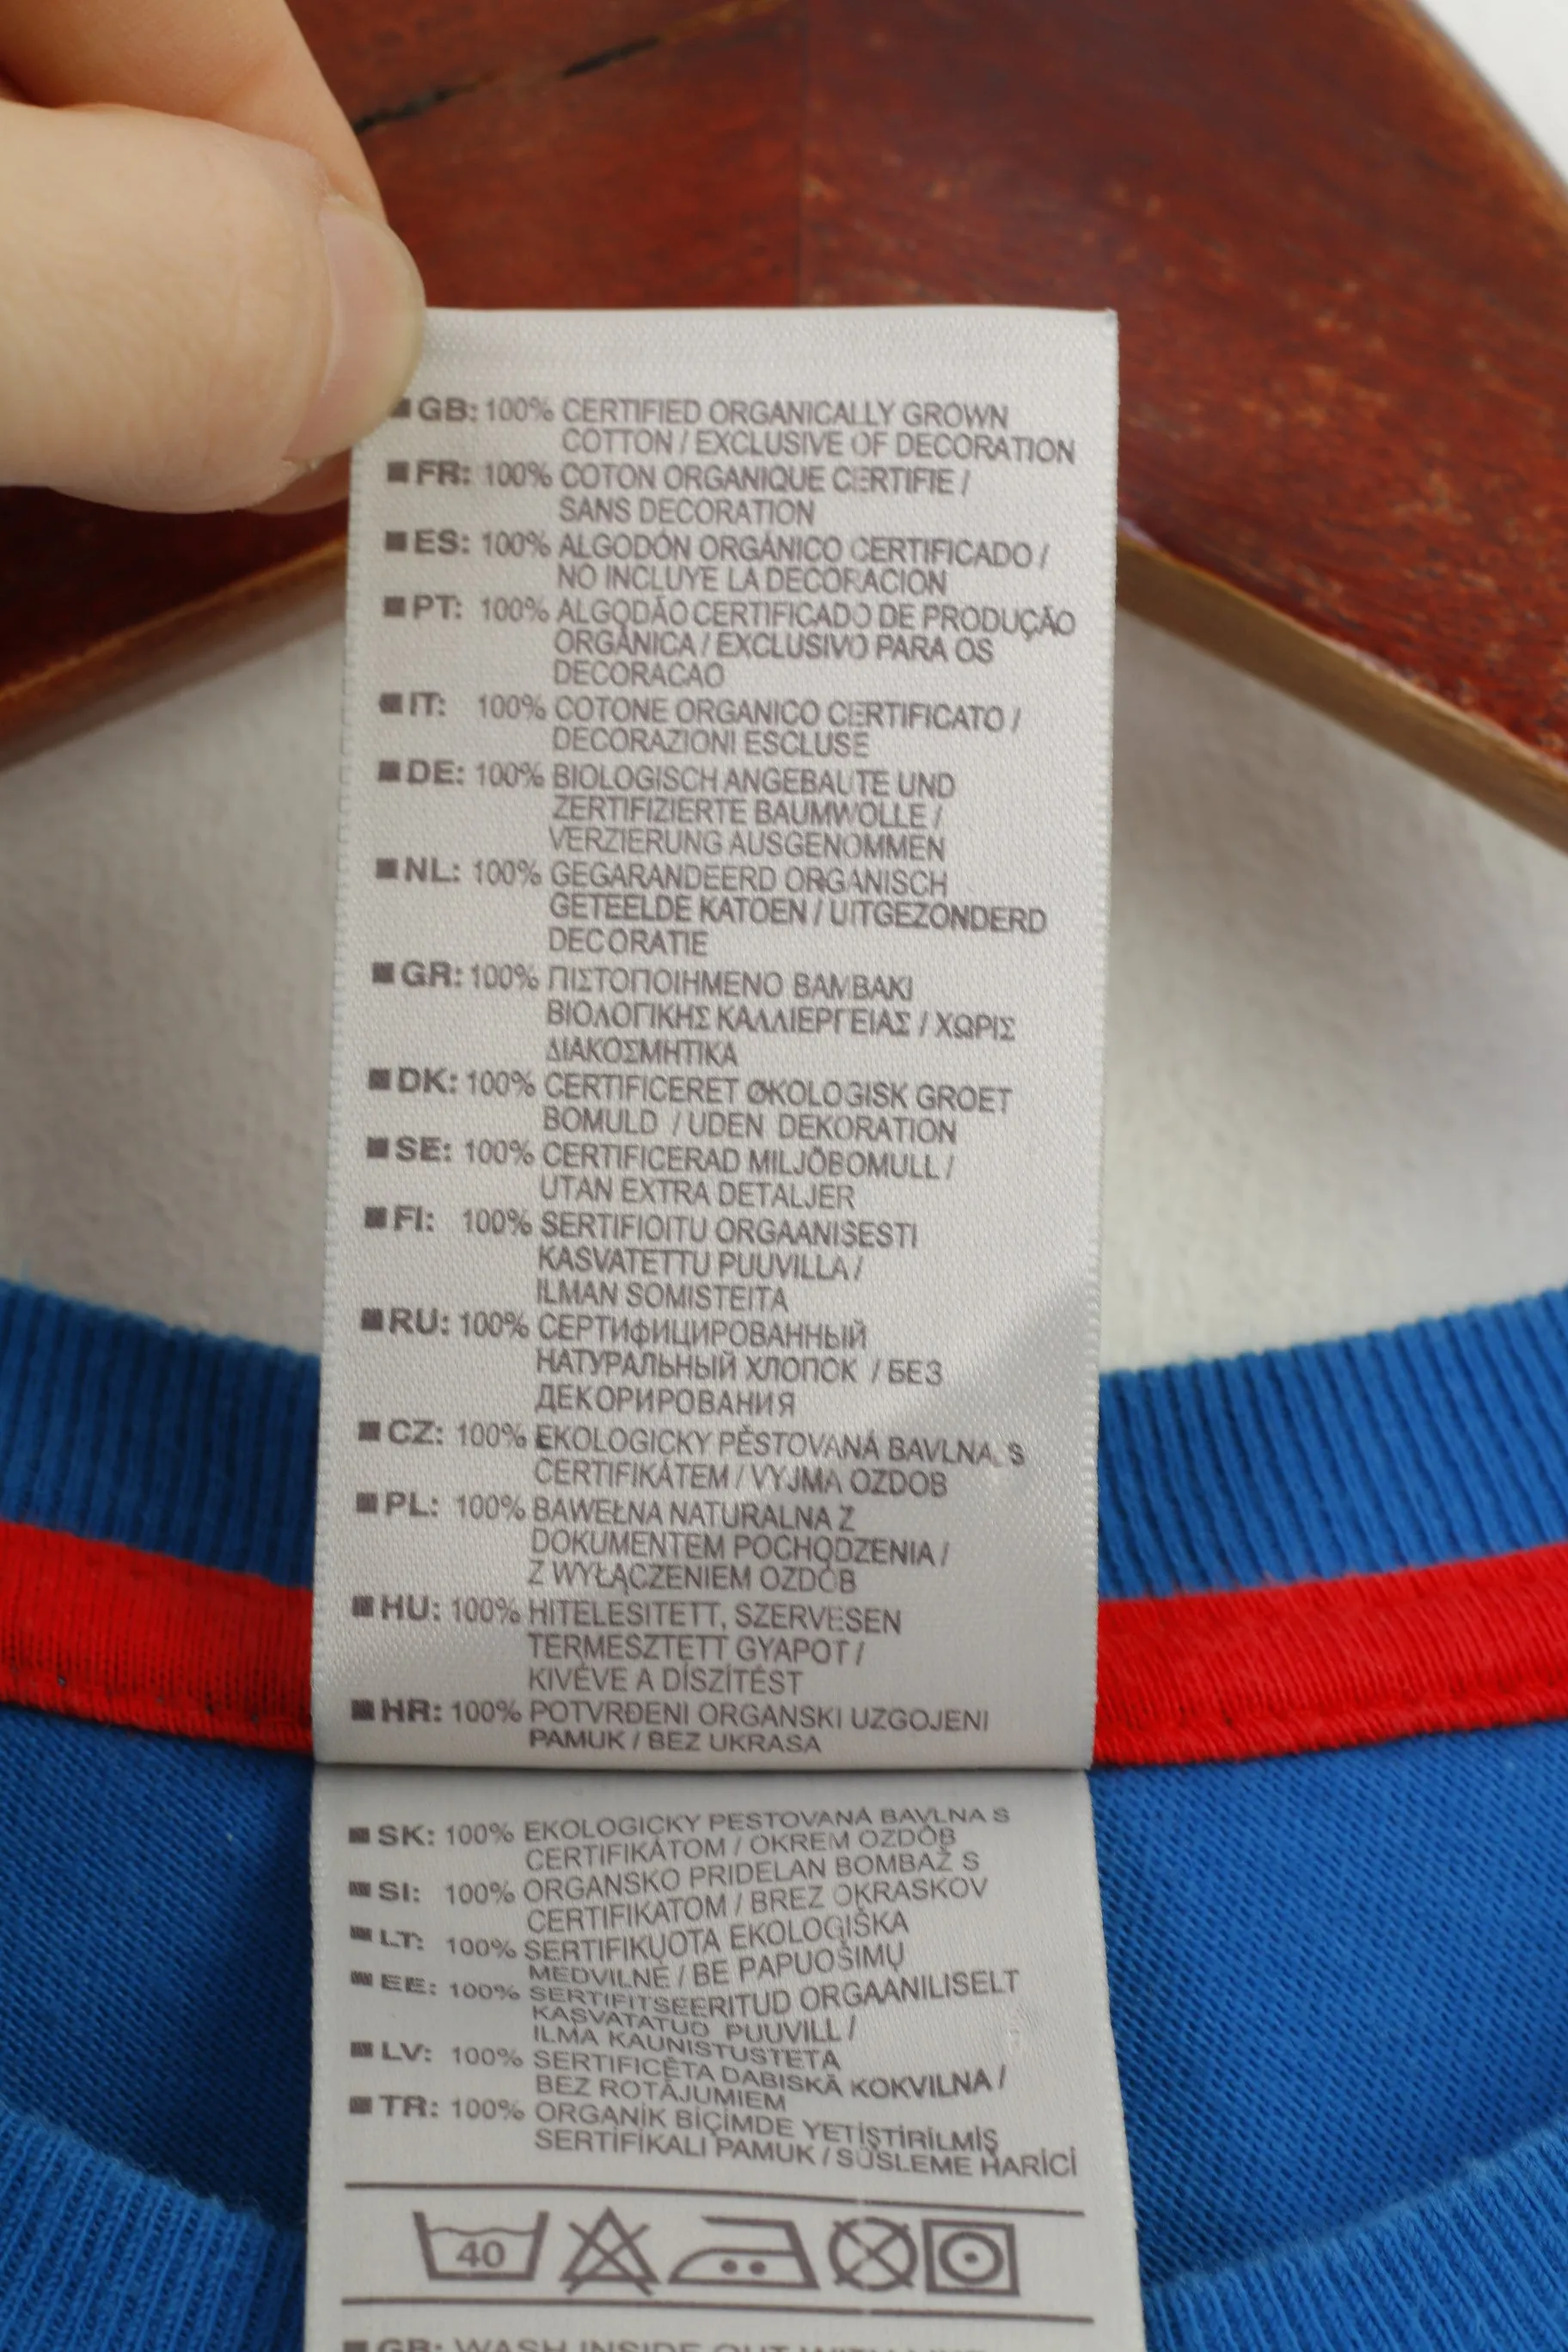 ■ GB: 100% CERTIFIED ORGANICALLY GROWN
COTTON / EXCLUSIVE OF DECORATION
■ FR: 100% COTON ORGANIQUE CERTIFIE /
SANS DECORATION
■ ES: 100% ALGODÓN ORGÁNICO CERTIFICADO /
NO INCLUYE LA DECORACION
■ PT: 100% ALGODÃO CERTIFICADO DE PRODUÇÃO
ORGÂNICA / EXCLUSIVO PARA OS
DECORACAO
■ IT: 100% COTONE ORGANICO CERTIFICATO /
DECORAZIONI ESCLUSE
■ DE: 100% BIOLOGISCH ANGEBAUTE UND
ZERTIFIZIERTE BAUMWOLLE /
VERZIERUNG AUSGENOMMEN
■ NL: 100% GEGARANDEERD ORGANISCH
GETEELDE KATOEN / UITGEZONDERD
DECORATIE
■ GR: 100% ΠΙΣΤΟΠΟΙΗΜΕΝΟ ΒΑΜΒΑΚΙ
ΒΙΟΛΟΓΙΚΗΣ ΚΑΛΛΙΕΡΓΕΙΑΣ / ΧΩΡΙΣ
ΔΙΑΚΟΣΜΗΤΙΚΑ
■ DK: 100% CERTIFICERET ØKOLOGISK GROET
BOMULD / UDEN DEKORATION
■ SE: 100% CERTIFICERAD MILJÖBOMULL /
UTAN EXTRA DETALJER
■ FI: 100% SERTIFIOITU ORGAANISESTI
KASVATETTU PUUVILLA /
ILMAN SOMISTEITA
■ RU: 100% СЕРТИФИЦИРОВАННЫЙ
НАТУРАЛЬНЫЙ ХЛОПОК / БЕЗ
ДЕКОРИРОВАНИЯ
■ CZ: 100% EKOLOGICKY PĚSTOVANÁ BAVLNA, S
CERTIFIKÁTEM / VYJMA OZDOB
■ PL: 100% BAWEŁNA NATURALNA Z
DOKUMENTEM POCHODZENIA /
Z WYŁĄCZENIEM OZDÓB
■ HU: 100% HITELESITETT, SZERVESEN
TERMESZTETT GYAPOT /
KIVÉVE A DÍSZÍTÉST
■ HR: 100% POTVRĐENI ORGANSKI UZGOJENI
PAMUK / BEZ UKRASA
■ SK: 100% EKOLOGICKY PESTOVANÁ BAVLNA S
CERTIFIKÁTOM / OKREM OZDÔB
■ SI: 100% ORGANSKO PRIDELAN BOMBAŽ S
CERTIFIKATOM / BREZ OKRASKOV
■ LT: 100% SERTIFIKUOTA EKOLOGIŠKA
MEDVILNĖ / BE PAPUOŠIMŲ
■ EE: 100% SERTIFITSEERITUD ORGAANILISELT
KASVATATUD PUUVILL /
ILMA KAUNISTUSTETA
■ LV: 100% SERTIFICĒTA DABISKĀ KOKVILNA /
BEZ ROTĀJUMIEM
■ TR: 100% ORGANİK BİÇİMDE YETİŞTİRİLMİŞ
SERTİFİKALI PAMUK / SÜSLEME HARİCİ
40
■ GB: WASH INSIDE OUT WITH LIKE